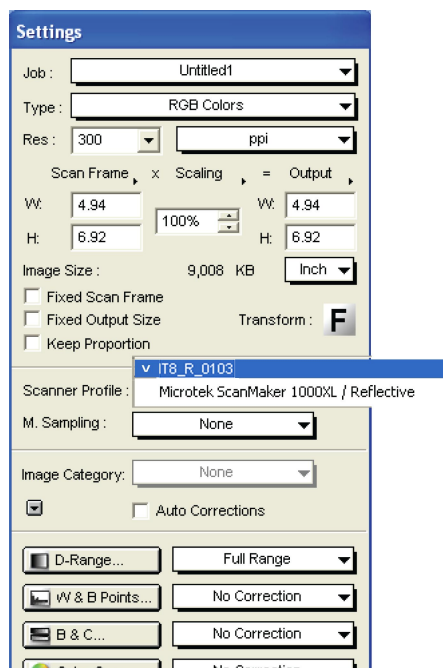 Settings
Job : Untitled1
Type : RGB Colors
Res : 300 ppi
Scan Frame x Scaling = Output
W: 4.94 100% W: 4.94
H: 6.92 H: 6.92
Image Size : 9,008 KB Inch
Fixed Scan Frame
Fixed Output Size Transform : F
Keep Proportion
v IT8_R_0103
Scanner Profile : Microtek ScanMaker 1000XL / Reflective
M. Sampling : None
Image Category: None
Auto Corrections
D-Range... Full Range
W & B Points... No Correction
B & C... No Correction
No Correction